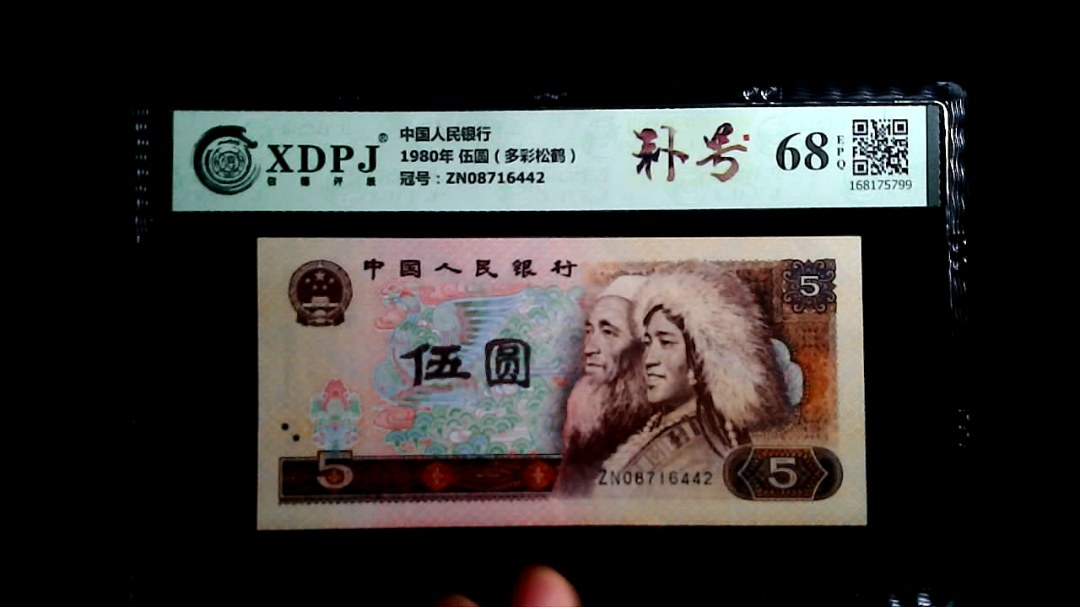 XDPJ®
中国人民银行
1980年 伍圆（多彩松鹤）
冠号：ZN08716442
补号
68
EPQ
168175799
中国人民银行
5
伍圆
5
ZN08716442
5